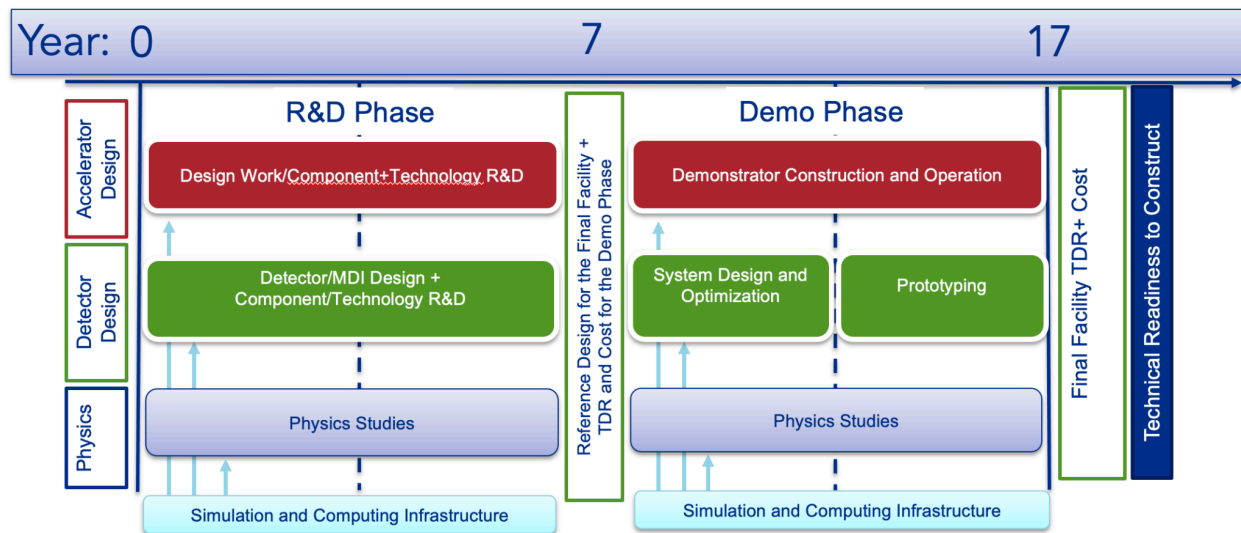 Year: 0 7 17
R&D Phase
Demo Phase
Accelerator
Design
Design Work/Component+Technology R&D
Demonstrator Construction and Operation
Detector
Design
Detector/MDI Design +
Component/Technology R&D
System Design and
Optimization
Prototyping
Physics
Physics Studies
Physics Studies
Simulation and Computing Infrastructure
Simulation and Computing Infrastructure
Reference Design for the Final Facility +
TDR and Cost for the Demo Phase
Final Facility TDR+ Cost
Technical Readiness to Construct